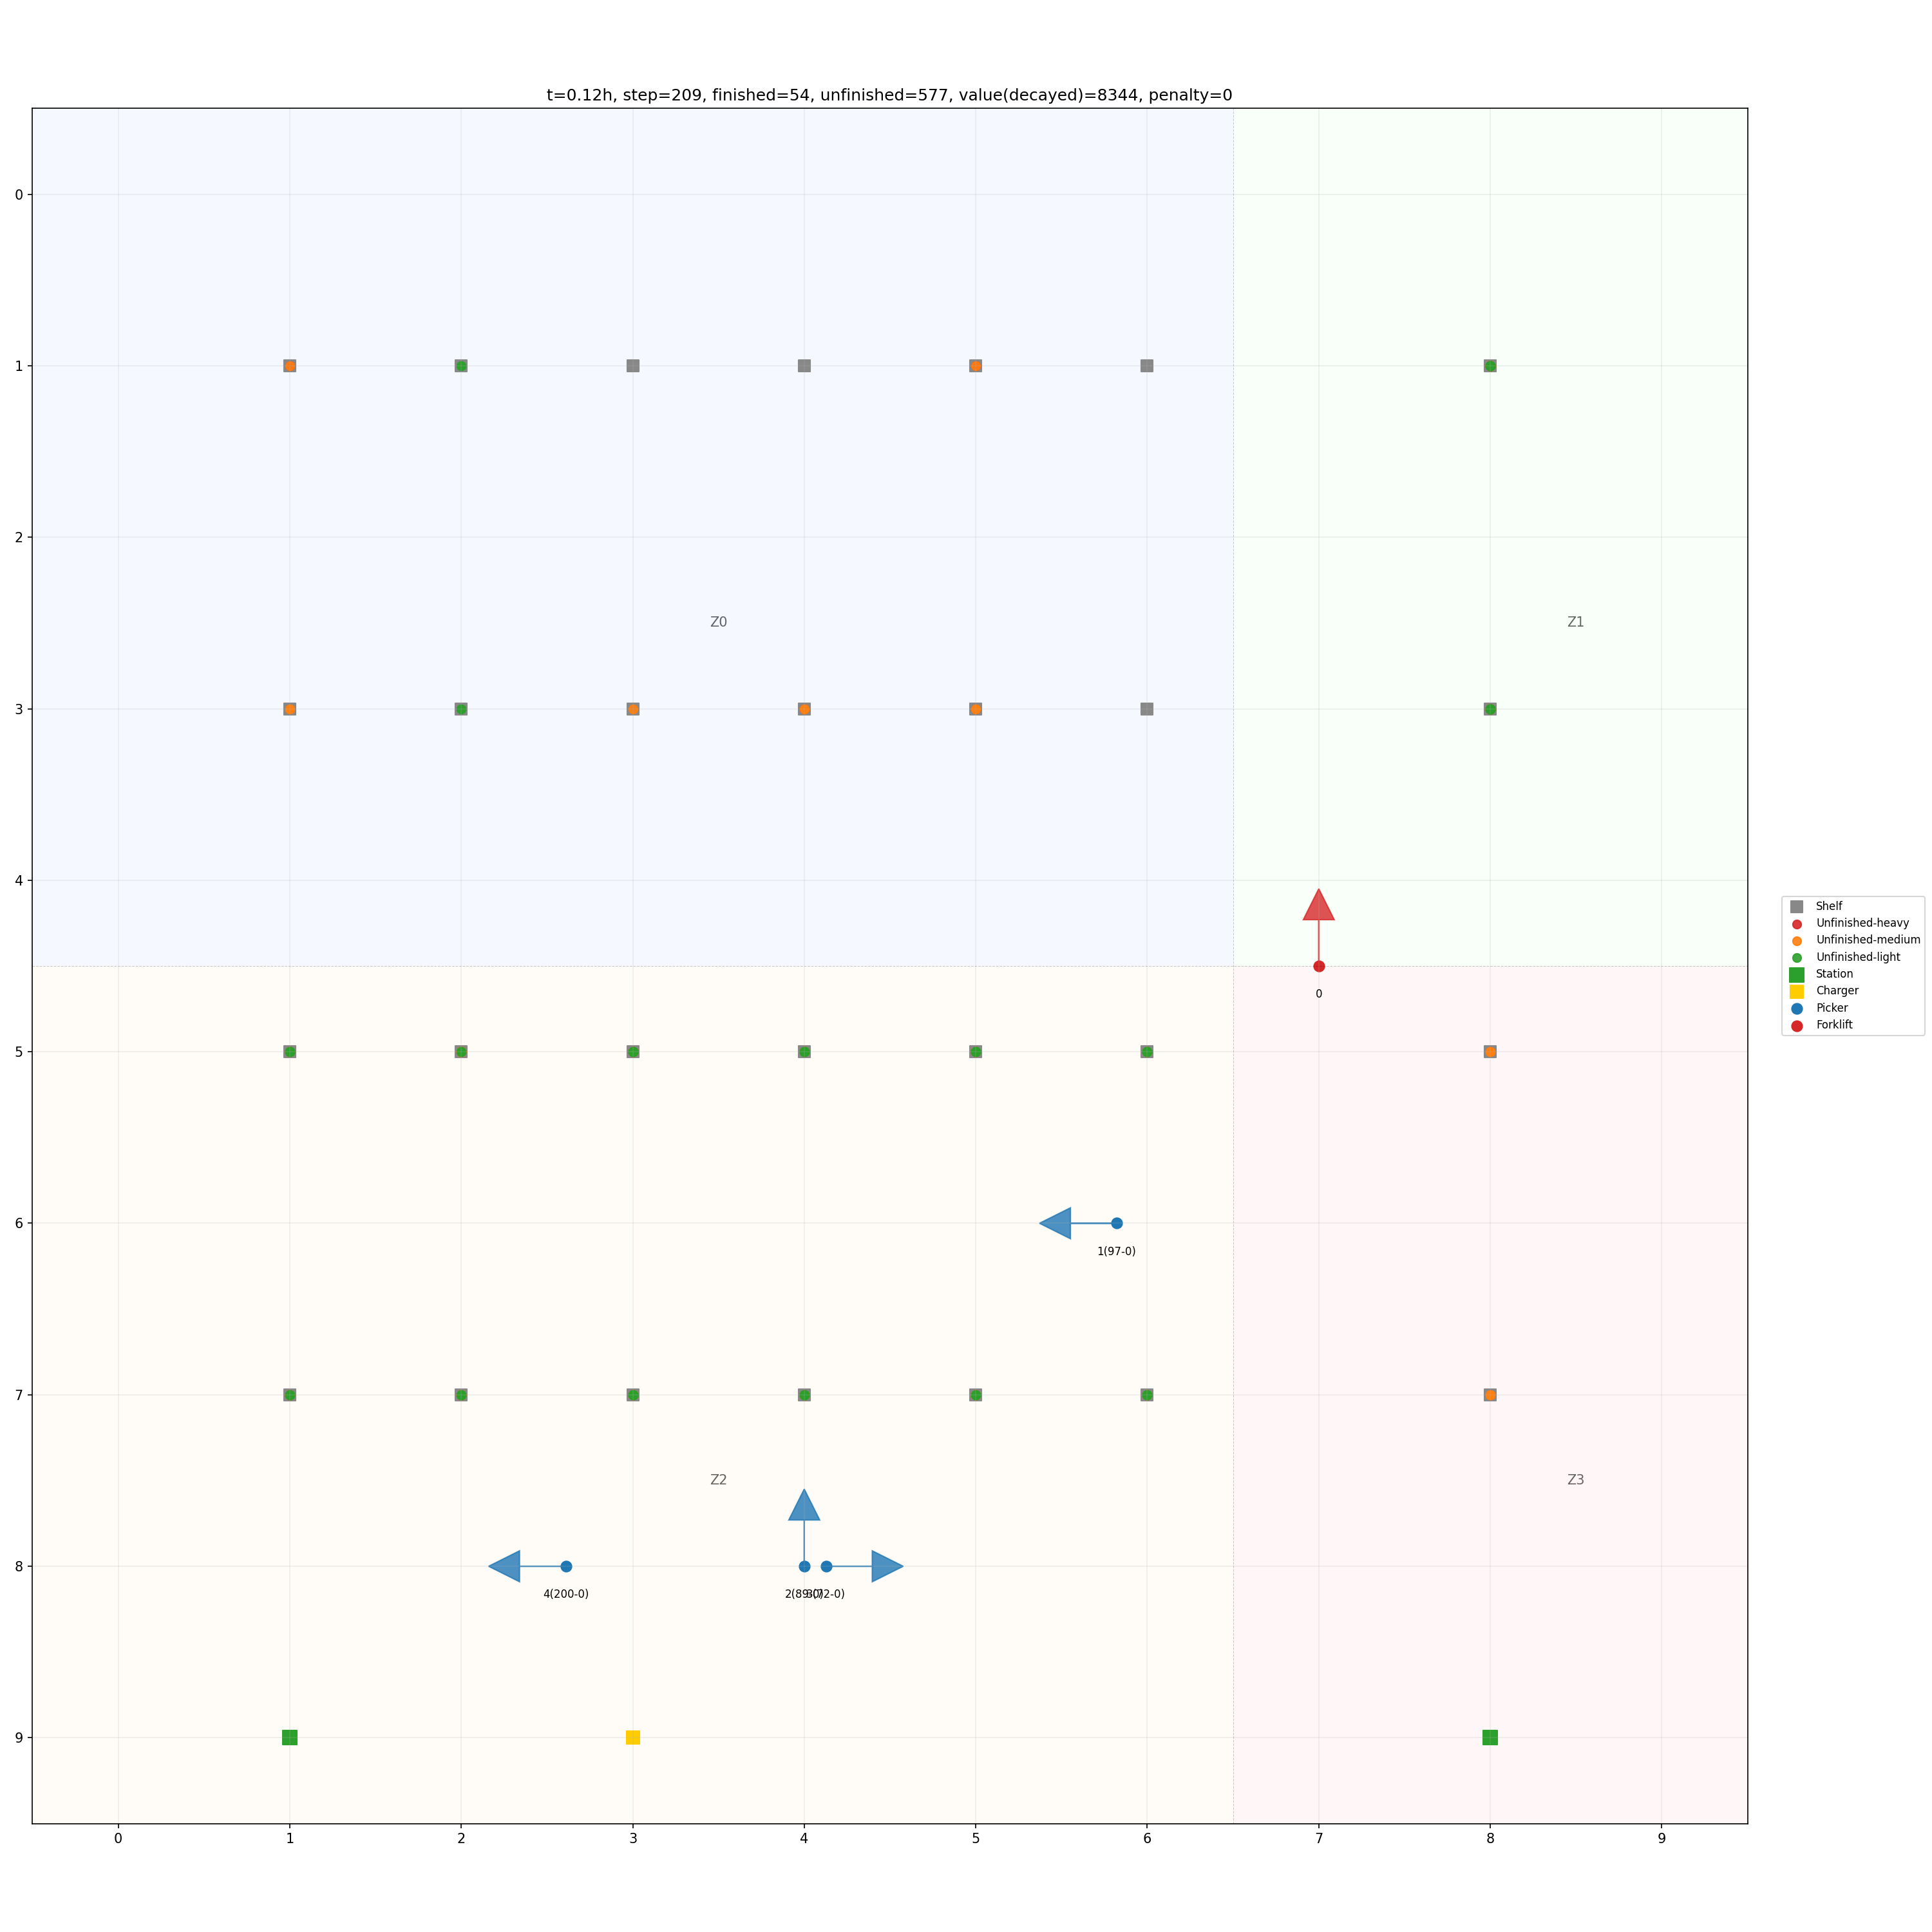 t=0.12h, step=209, finished=54, unfinished=577, value(decayed)=8344, penalty=0
0
1
2
Z0
Z1
3
4
0
Shelf
Unfinished-heavy
Unfinished-medium
Unfinished-light
Station
Charger
Picker
Forklift
5
6
1(97-0)
7
Z2
Z3
8
4(200-0)
9
0 1 2 3 4 5 6 7 8 9